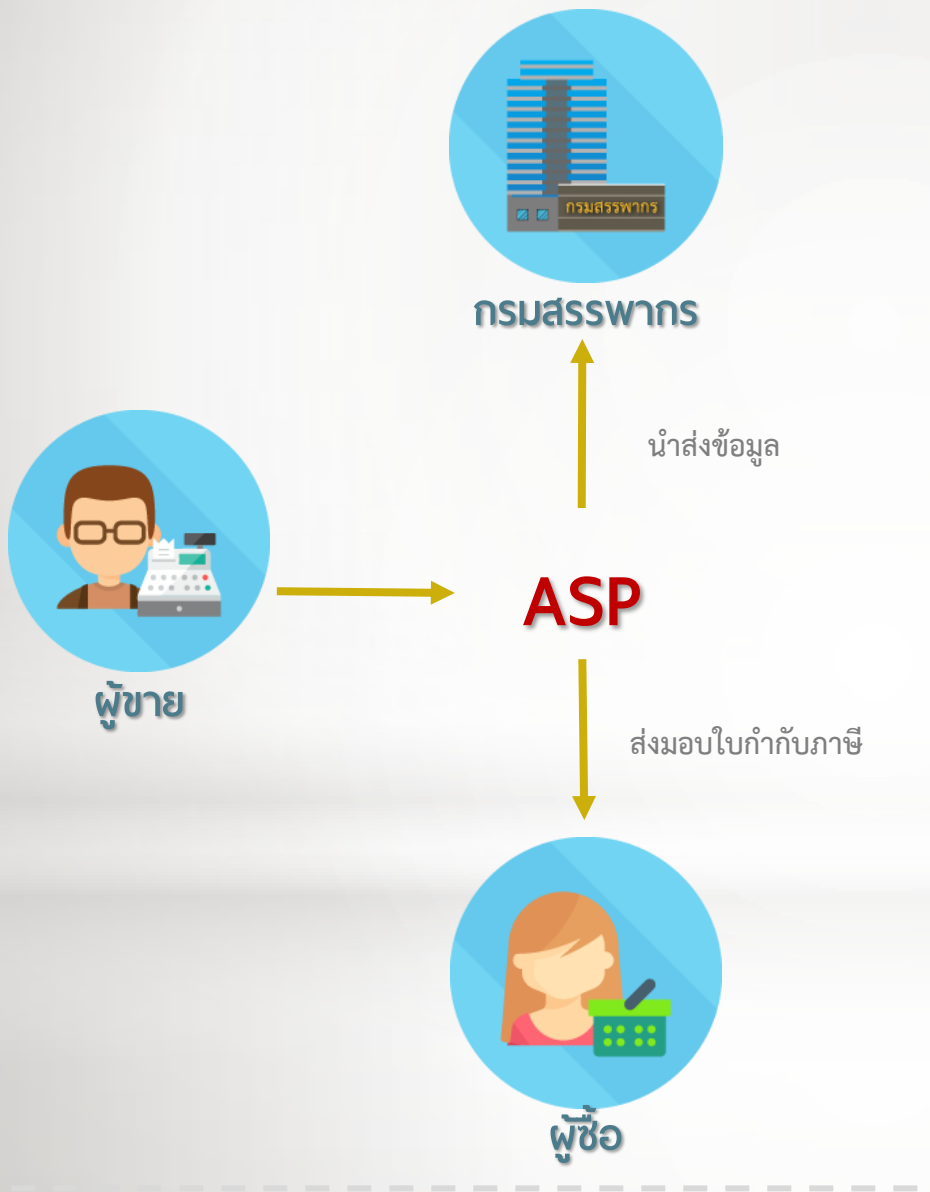 กรมสรรพากร
กรมสรรพากร
นำส่งข้อมูล
ASP
ผู้ขาย
ส่งมอบใบกำกับภาษี
ผู้ซื้อ